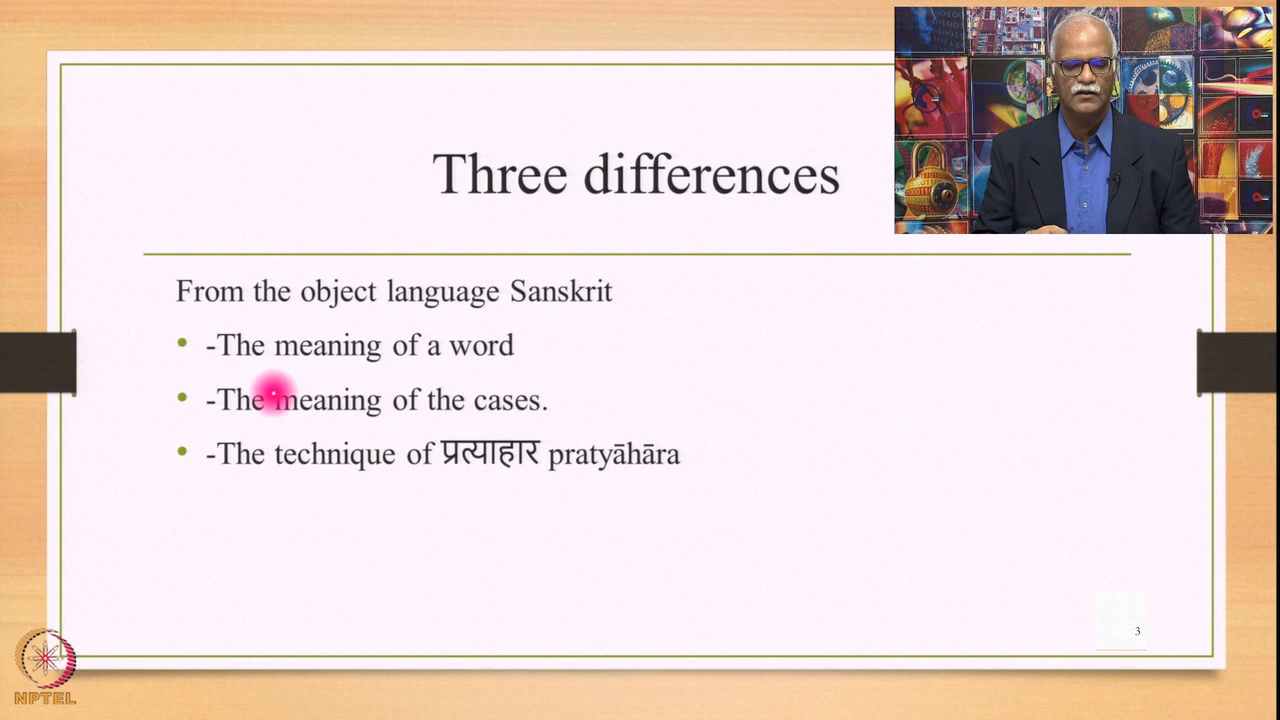 Three differences
From the object language Sanskrit
-The meaning of a word
-The meaning of the cases.
-The technique of प्रत्याहार pratyāhāra
3
NPTEL